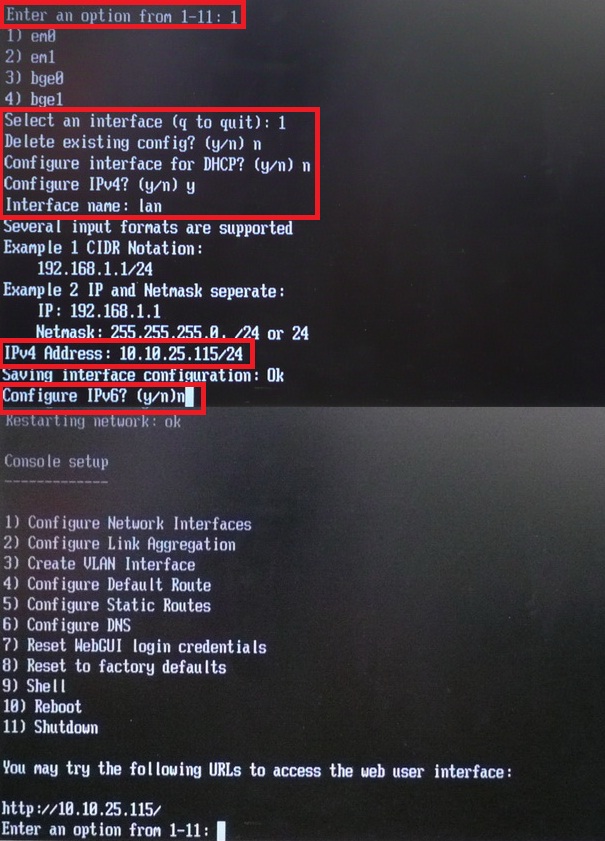 Enter an option from 1-11: 1
1) em0
2) em1
3) bge0
4) bge1
Select an interface (q to quit): 1
Delete existing config? (y/n) n
Configure interface for DHCP? (y/n) n
Configure IPv4? (y/n) y
Interface name: lan
Several input formats are supported
Example 1 CIDR Notation:
192.168.1.1/24
Example 2 IP and Netmask seperate:
IP: 192.168.1.1
Netmask: 255.255.255.0, /24 or 24
IPv4 Address: 10.10.25.115/24
Saving interface configuration: Ok
Configure IPv6? (y/n)n
Restarting network: ok
Console setup
-------------
1) Configure Network Interfaces
2) Configure Link Aggregation
3) Create VLAN Interface
4) Configure Default Route
5) Configure Static Routes
6) Configure DNS
7) Reset WebGUI login credentials
8) Reset to factory defaults
9) Shell
10) Reboot
11) Shutdown
You may try the following URLs to access the web user interface:
http://10.10.25.115/
Enter an option from 1-11: